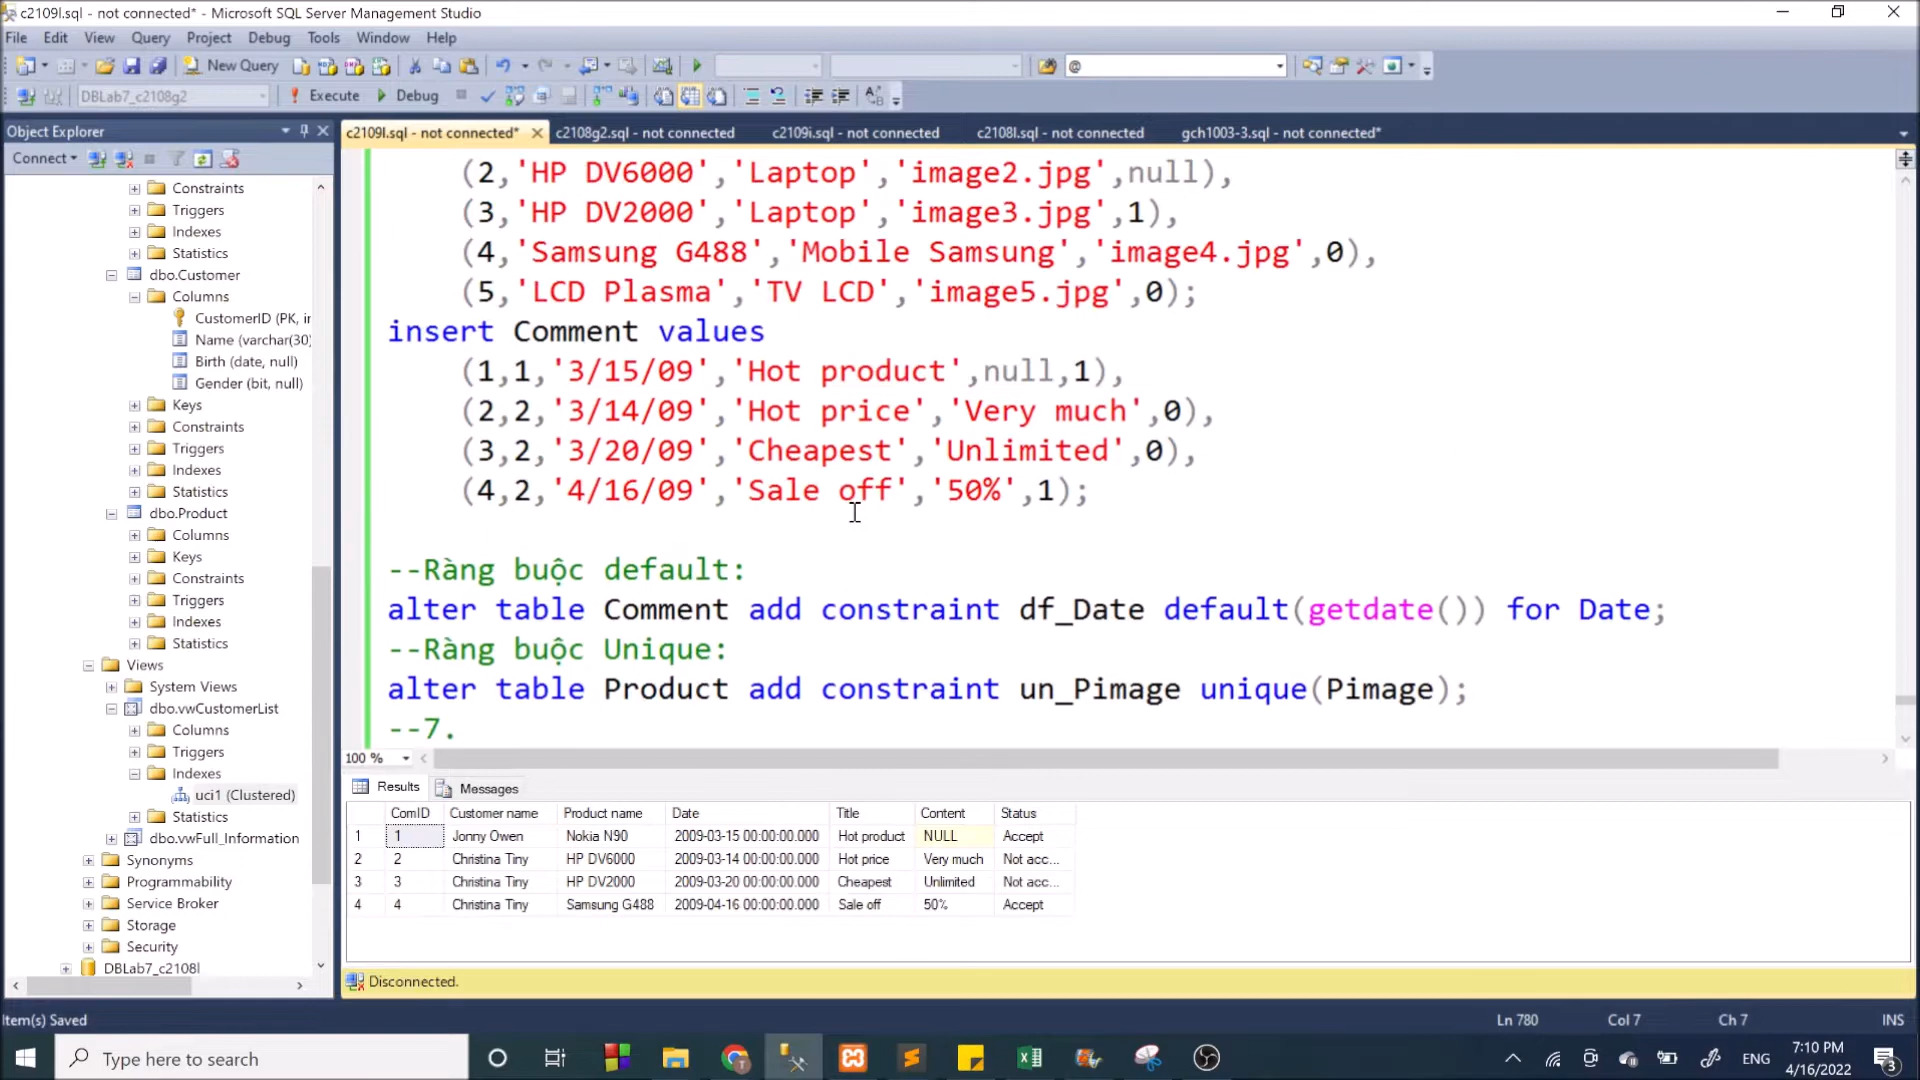 c2109l.sql - not connected* - Microsoft SQL Server Management Studio
File Edit View Query Project Debug Tools Window Help
New Query @
DBLab7_c2108g2 Execute Debug
Object Explorer
Connect
Constraints
Triggers
Indexes
Statistics
dbo.Customer
Columns
CustomerID (PK, in
Name (varchar(30)
Birth (date, null)
Gender (bit, null)
Keys
Constraints
Triggers
Indexes
Statistics
dbo.Product
Columns
Keys
Constraints
Triggers
Indexes
Statistics
Views
System Views
dbo.vwCustomerList
Columns
Triggers
Indexes
uci1 (Clustered)
Statistics
dbo.vwFull_Information
Synonyms
Programmability
Service Broker
Storage
Security
DBLab7_c2108l
c2109l.sql - not connected* c2108g2.sql - not connected c2109i.sql - not connected c2108l.sql - not connected gch1003-3.sql - not connected*
(2,'HP DV6000','Laptop','image2.jpg',null),
(3,'HP DV2000','Laptop','image3.jpg',1),
(4,'Samsung G488','Mobile Samsung','image4.jpg',0),
(5,'LCD Plasma','TV LCD','image5.jpg',0);
insert Comment values
(1,1,'3/15/09','Hot product',null,1),
(2,2,'3/14/09','Hot price','Very much',0),
(3,2,'3/20/09','Cheapest','Unlimited',0),
(4,2,'4/16/09','Sale off','50%',1);
--Ràng buộc default:
alter table Comment add constraint df_Date default(getdate()) for Date;
--Ràng buộc Unique:
alter table Product add constraint un_Pimage unique(Pimage);
--7.
100 %
Results Messages
ComID Customer name Product name Date Title Content Status
1 1 Jonny Owen Nokia N90 2009-03-15 00:00:00.000 Hot product NULL Accept
2 2 Christina Tiny HP DV6000 2009-03-14 00:00:00.000 Hot price Very much Not acc...
3 3 Christina Tiny HP DV2000 2009-03-20 00:00:00.000 Cheapest Unlimited Not acc...
4 4 Christina Tiny Samsung G488 2009-04-16 00:00:00.000 Sale off 50% Accept
Disconnected.
Item(s) Saved Ln 780 Col 7 Ch 7 INS
Type here to search
ENG
7:10 PM
4/16/2022
3